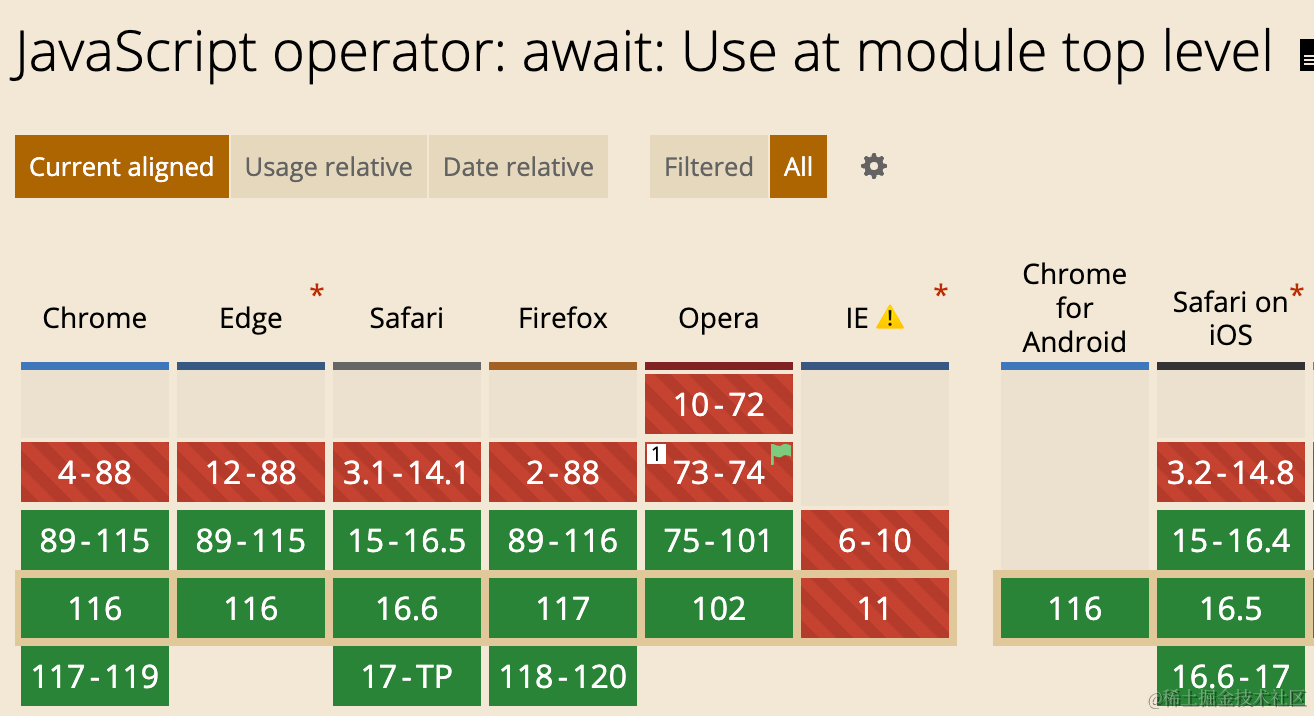 JavaScript operator: await: Use at module top level
Current aligned Usage relative Date relative Filtered All
Chrome Edge * Safari Firefox Opera IE * Chrome for Android Safari on iOS *
10-72
4-88 12-88 3.1-14.1 2-88 1 73-74 3.2-14.8
89-115 89-115 15-16.5 89-116 75-101 6-10 15-16.4
116 116 16.6 117 102 11 116 16.5
117-119 17-TP 118-120 16.6-17
@稀土掘金技术社区